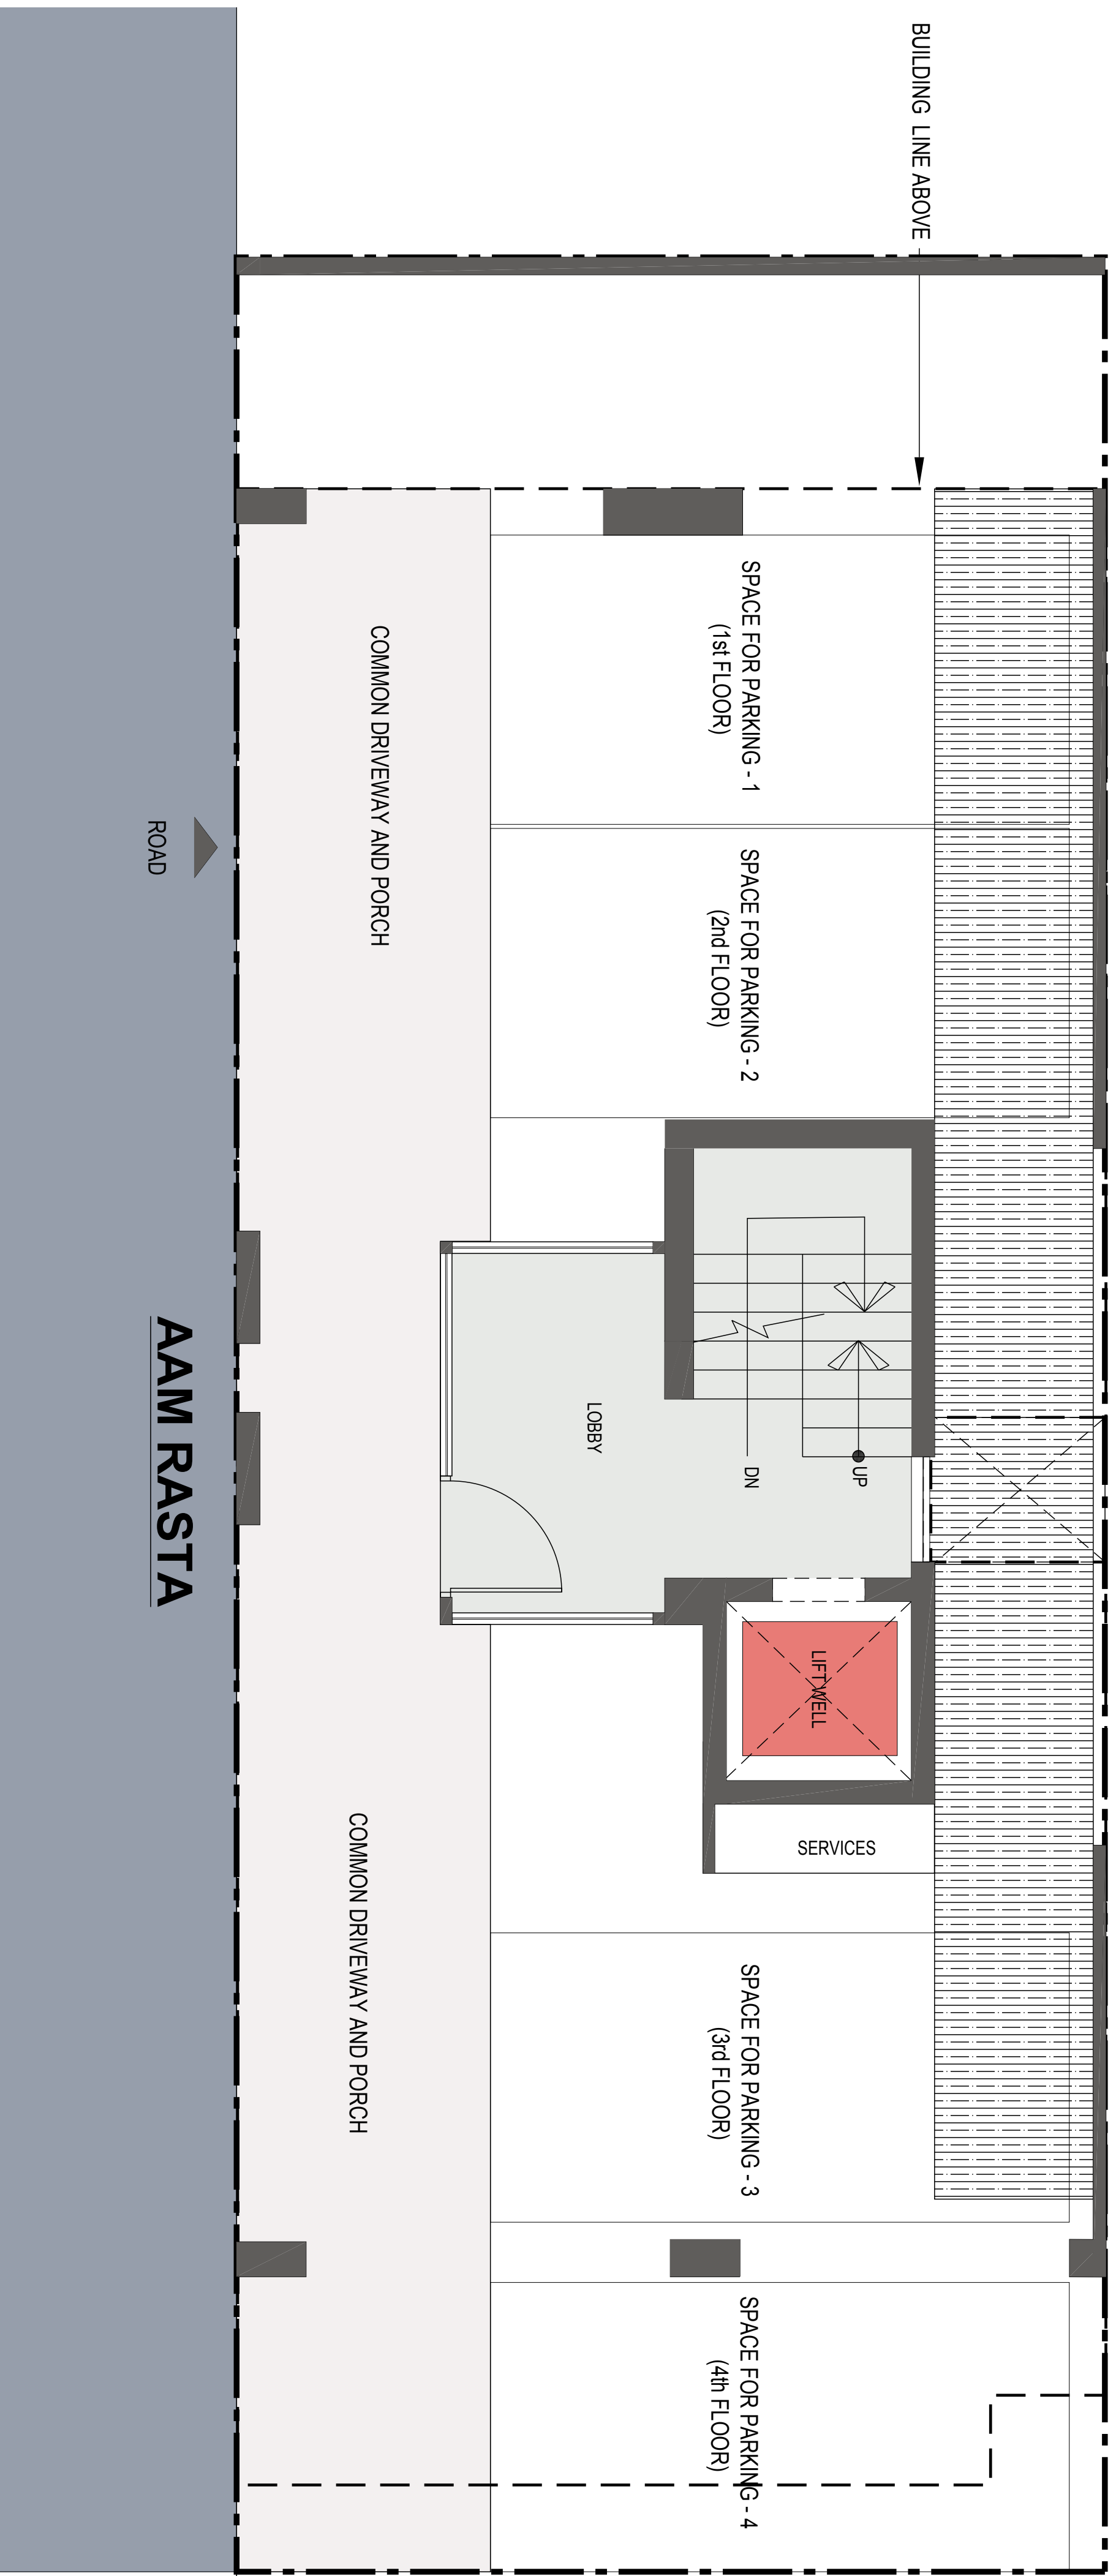 BUILDING LINE ABOVE
SPACE FOR PARKING - 1
(1st FLOOR)
SPACE FOR PARKING - 2
(2nd FLOOR)
COMMON DRIVEWAY AND PORCH
ROAD
AAM RASTA
UP
DN
LOBBY
LIFT WELL
SERVICES
COMMON DRIVEWAY AND PORCH
SPACE FOR PARKING - 3
(3rd FLOOR)
SPACE FOR PARKING - 4
(4th FLOOR)